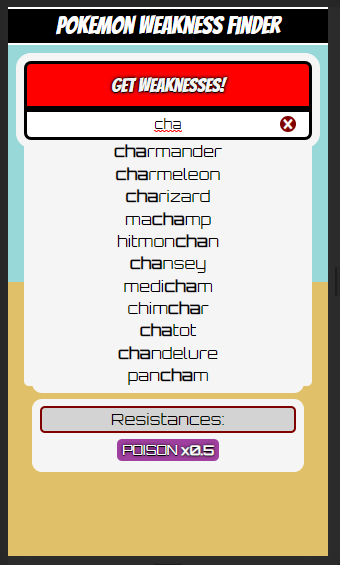 POKEMON WEAKNESS FINDER
GET WEAKNESSES!
cha
charmander
charmeleon
charizard
machamp
hitmonchan
chansey
medicham
chimchar
chatot
chandelure
pancham
Resistances:
POISON x0.5